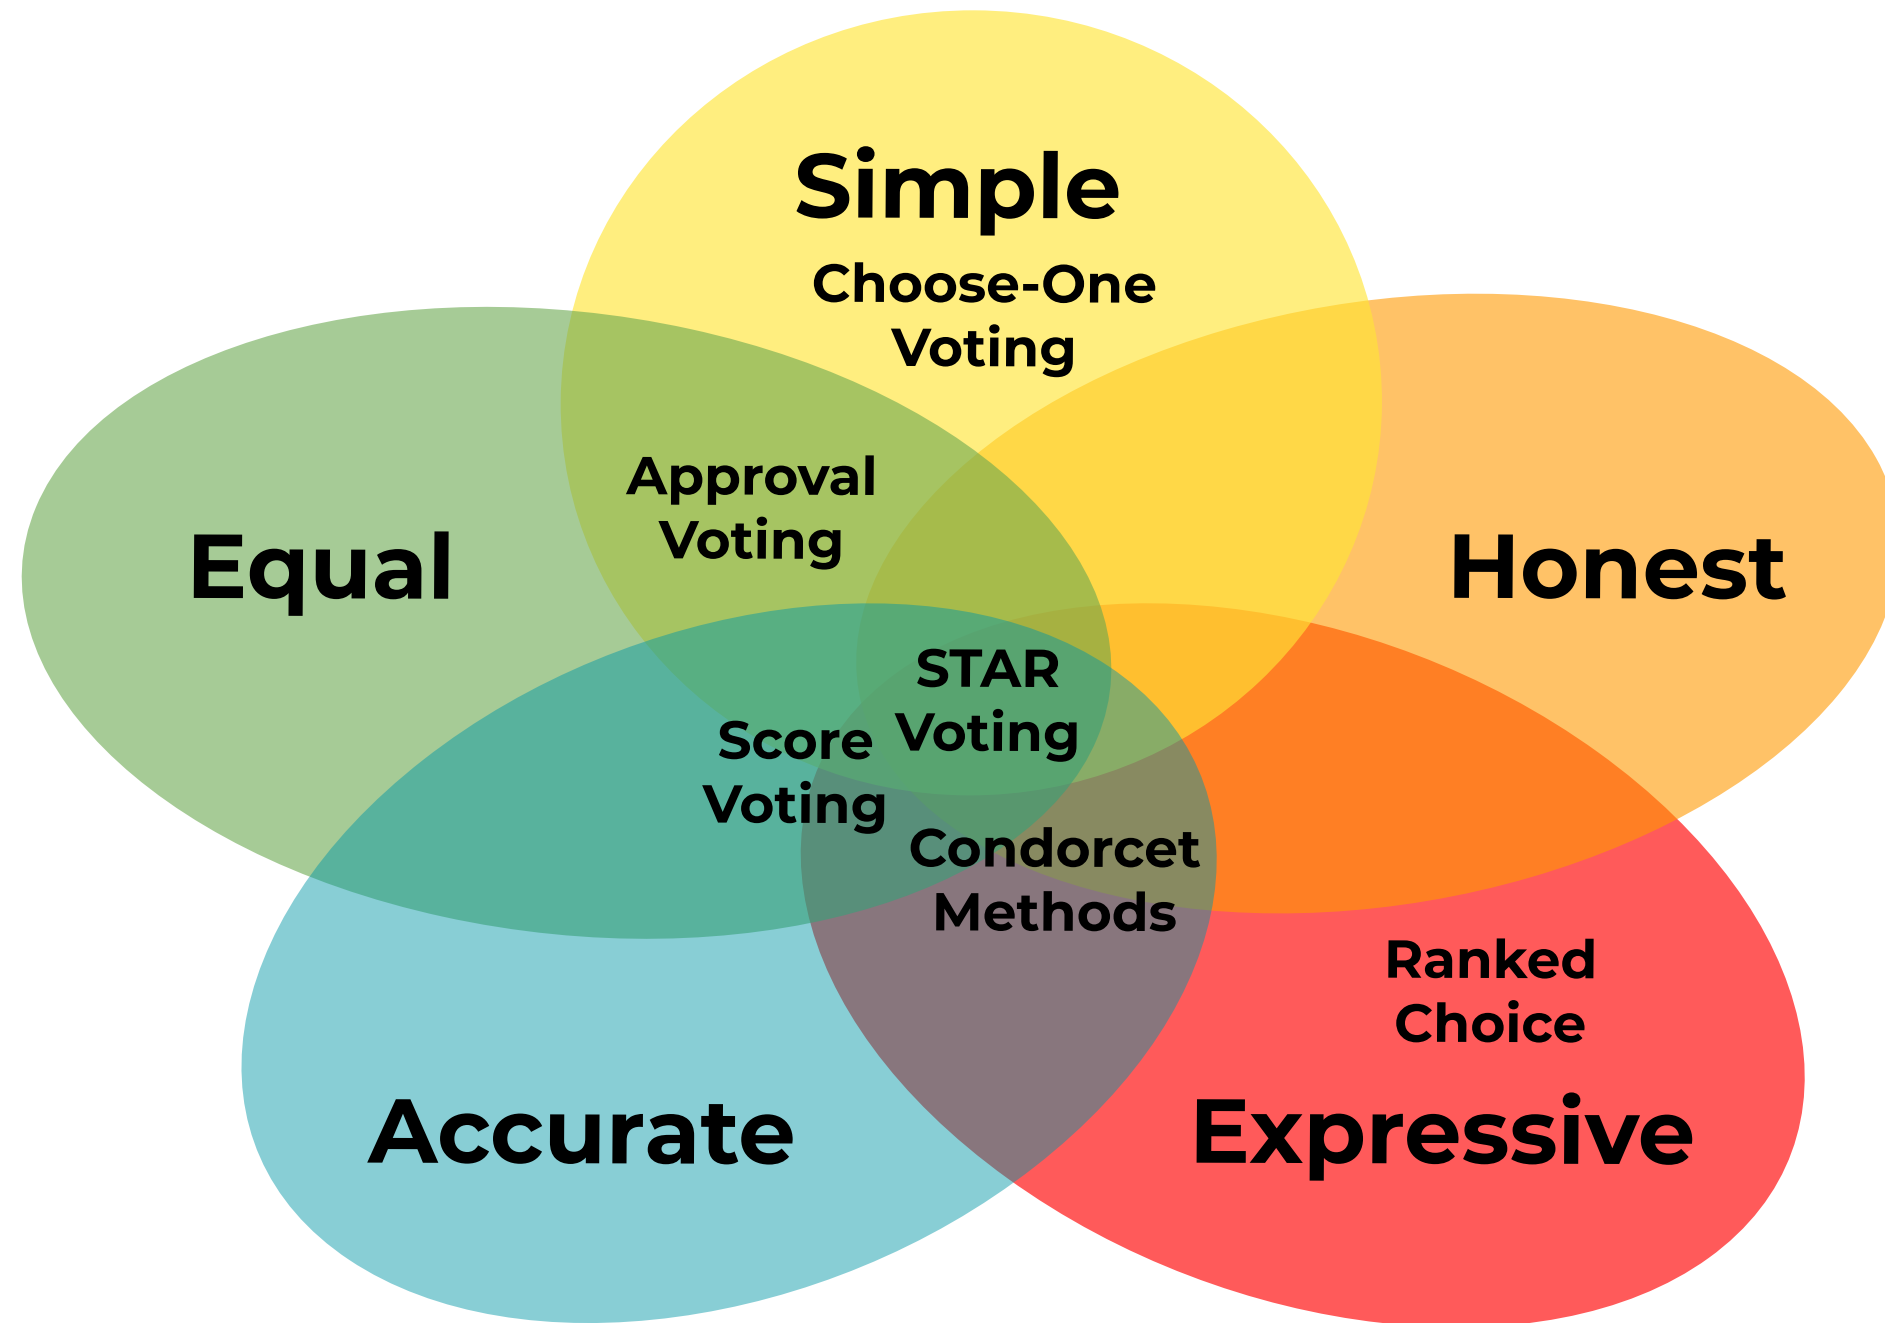 Simple
Choose-One
Voting
Approval
Voting
Equal
Honest
STAR
Voting
Score
Voting
Condorcet
Methods
Ranked
Choice
Accurate
Expressive